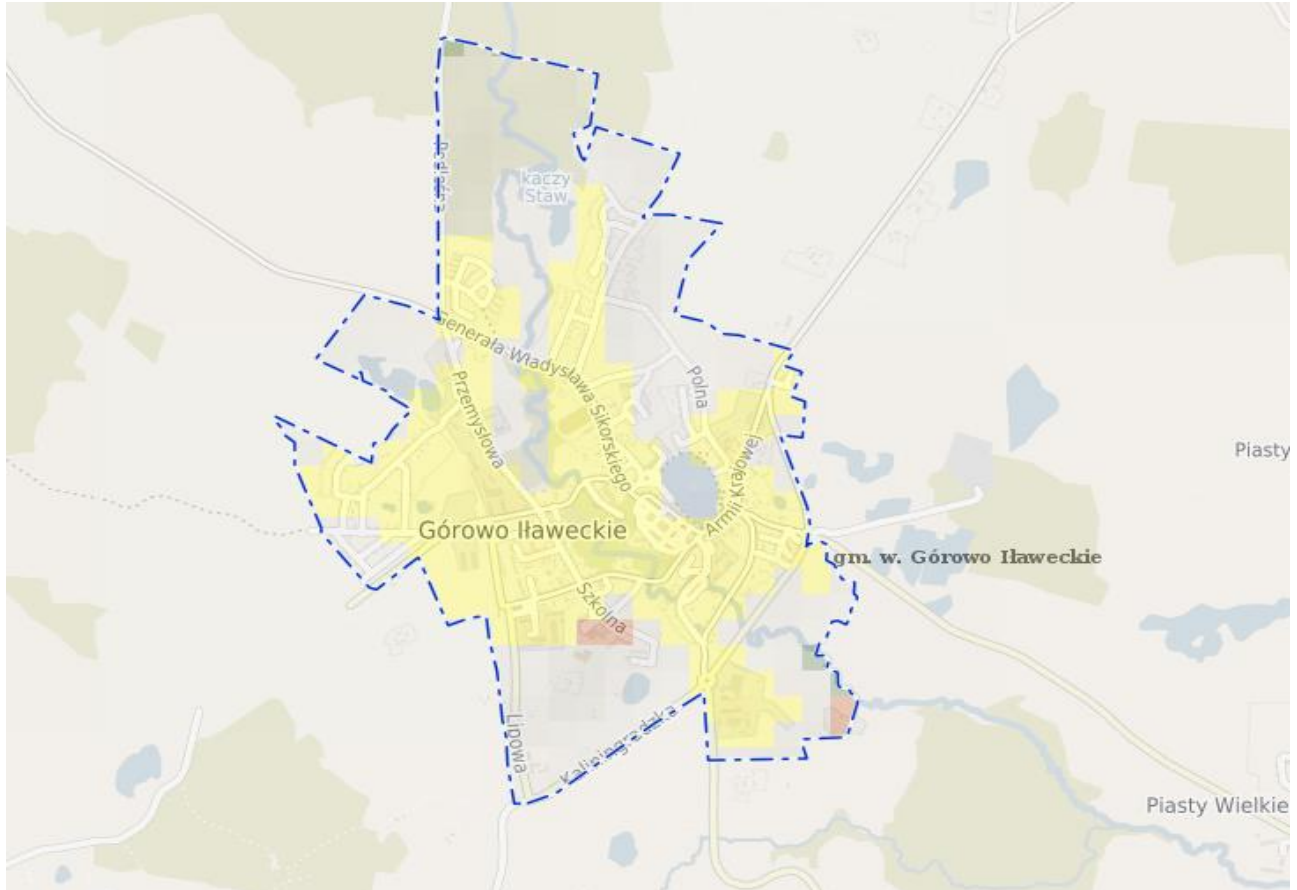 Podleśna
kaczy
Staw
Generała Władysława Sikorskiego
Polna
Przemysłowa
Armii Krajowej
Piasty
Górowo Iławeckie
gm. w. Górowo Iławeckie
Szkolna
Lipowa
Kaliningradzka
Piasty Wielkie